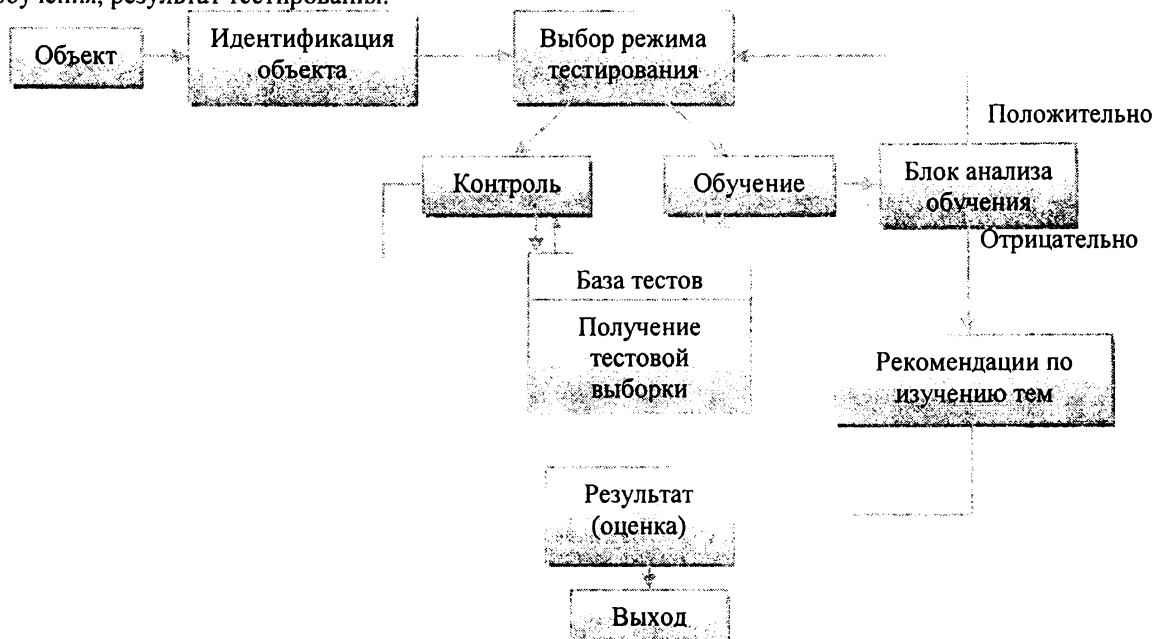 обучения, результат тестирования.
Объект
Идентификация
объекта
Выбор режима
тестирования
Положительно
Контроль
Обучение
Блок анализа
обучения
Отрицательно
База тестов
Получение
тестовой
выборки
Рекомендации по
изучению тем
Результат
(оценка)
Выход